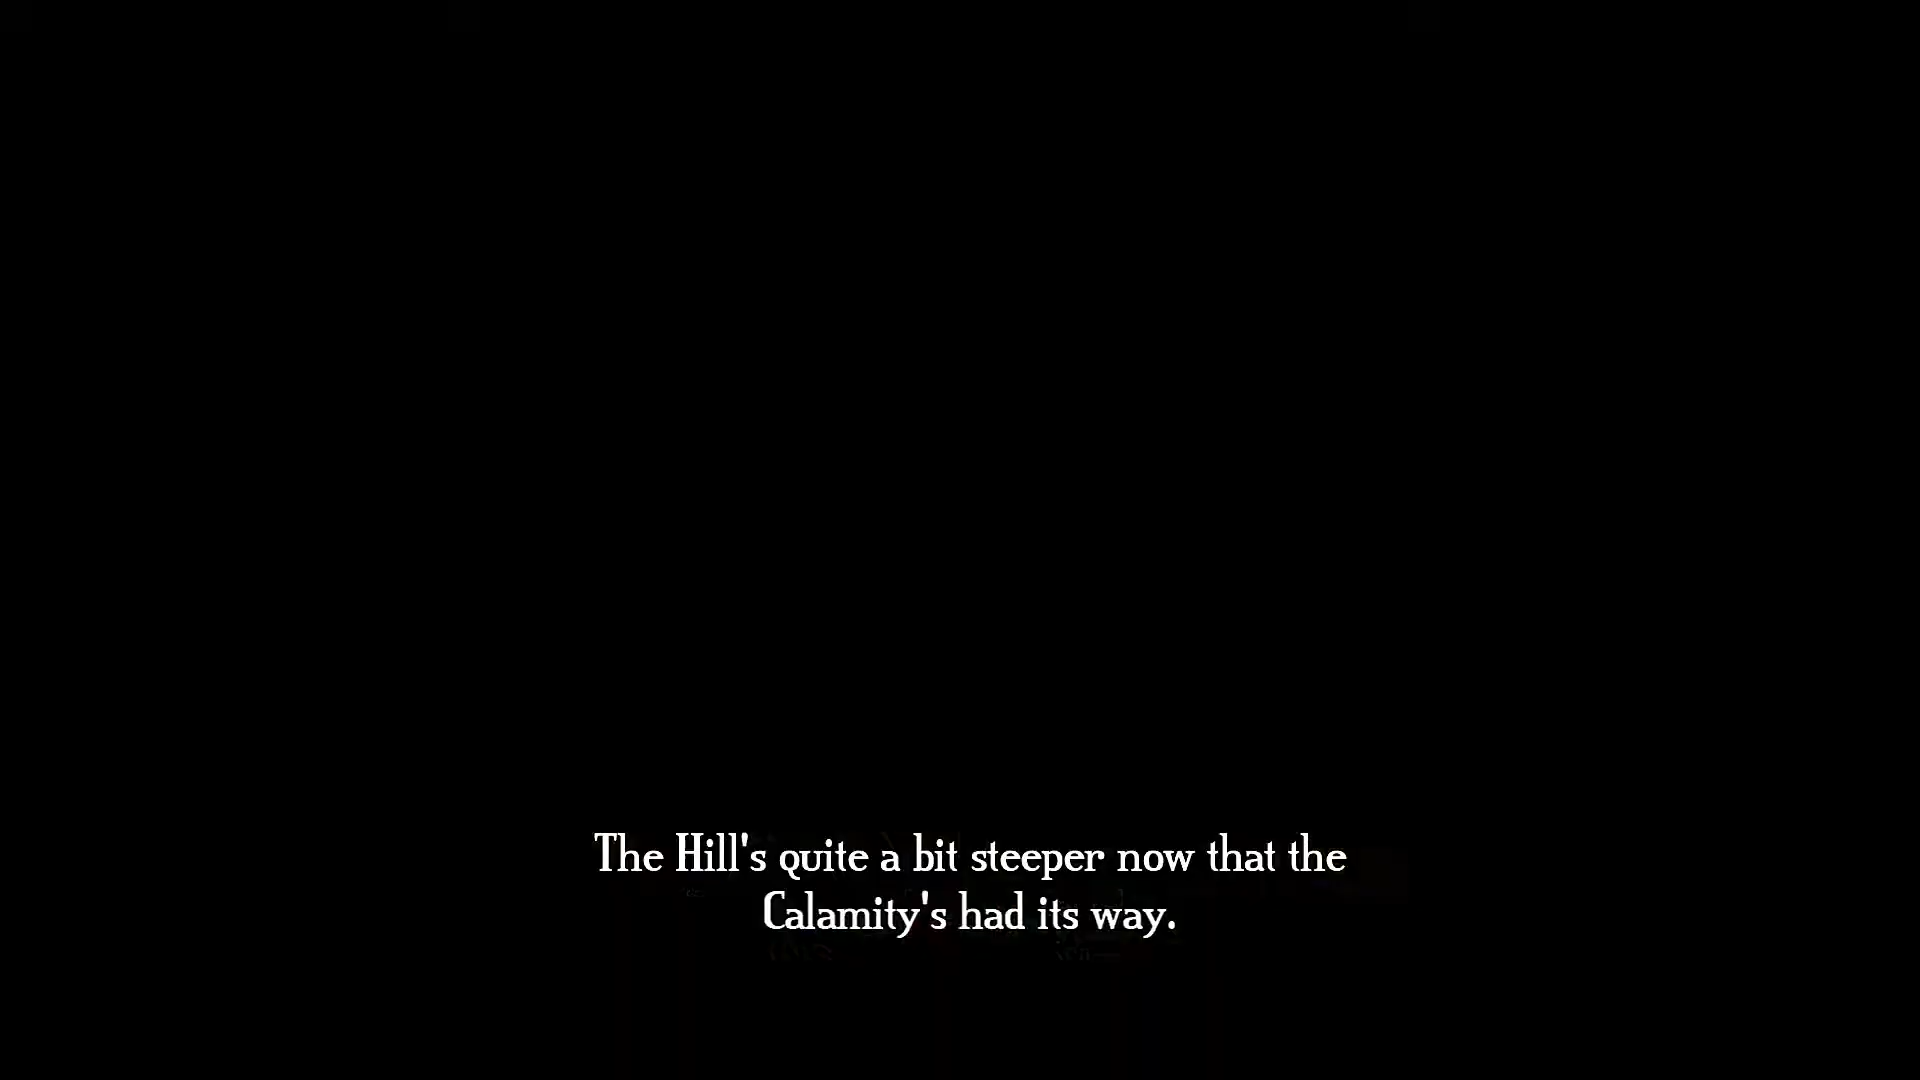 The Hill's quite a bit steeper now that the
Calamity's had its way.